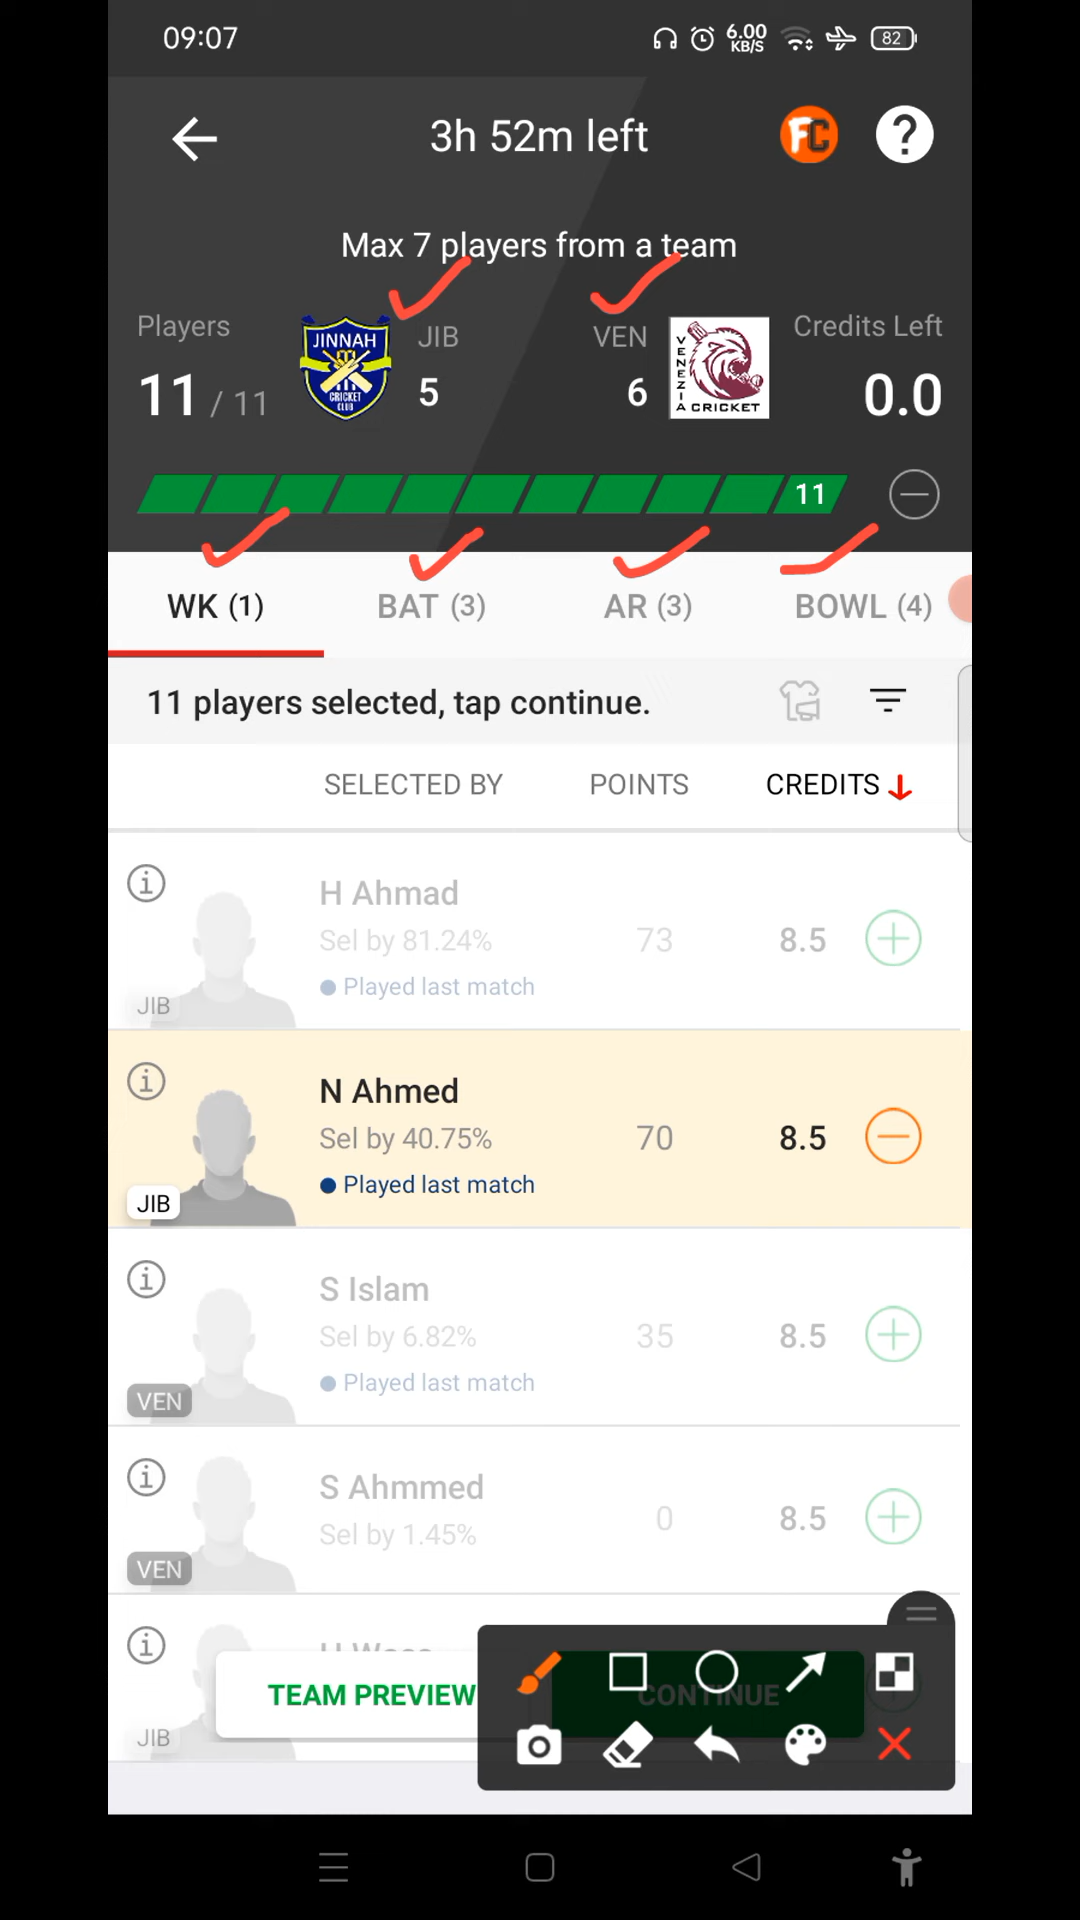 09:07
6.00 KB/S
82
3h 52m left
FC
?
Max 7 players from a team
Players
JINNAH
CRICKET
CLUB
JIB
VEN
VENEZIA
CRICKET
Credits Left
11 / 11
5
6
0.0
11
WK (1)
BAT (3)
AR (3)
BOWL (4)
11 players selected, tap continue.
SELECTED BY
POINTS
CREDITS
H Ahmad
Sel by 81.24%
73
8.5
Played last match
JIB
N Ahmed
Sel by 40.75%
70
8.5
Played last match
JIB
S Islam
Sel by 6.82%
35
8.5
Played last match
VEN
S Ahmmed
Sel by 1.45%
0
8.5
VEN
TEAM PREVIEW
CONTINUE
JIB